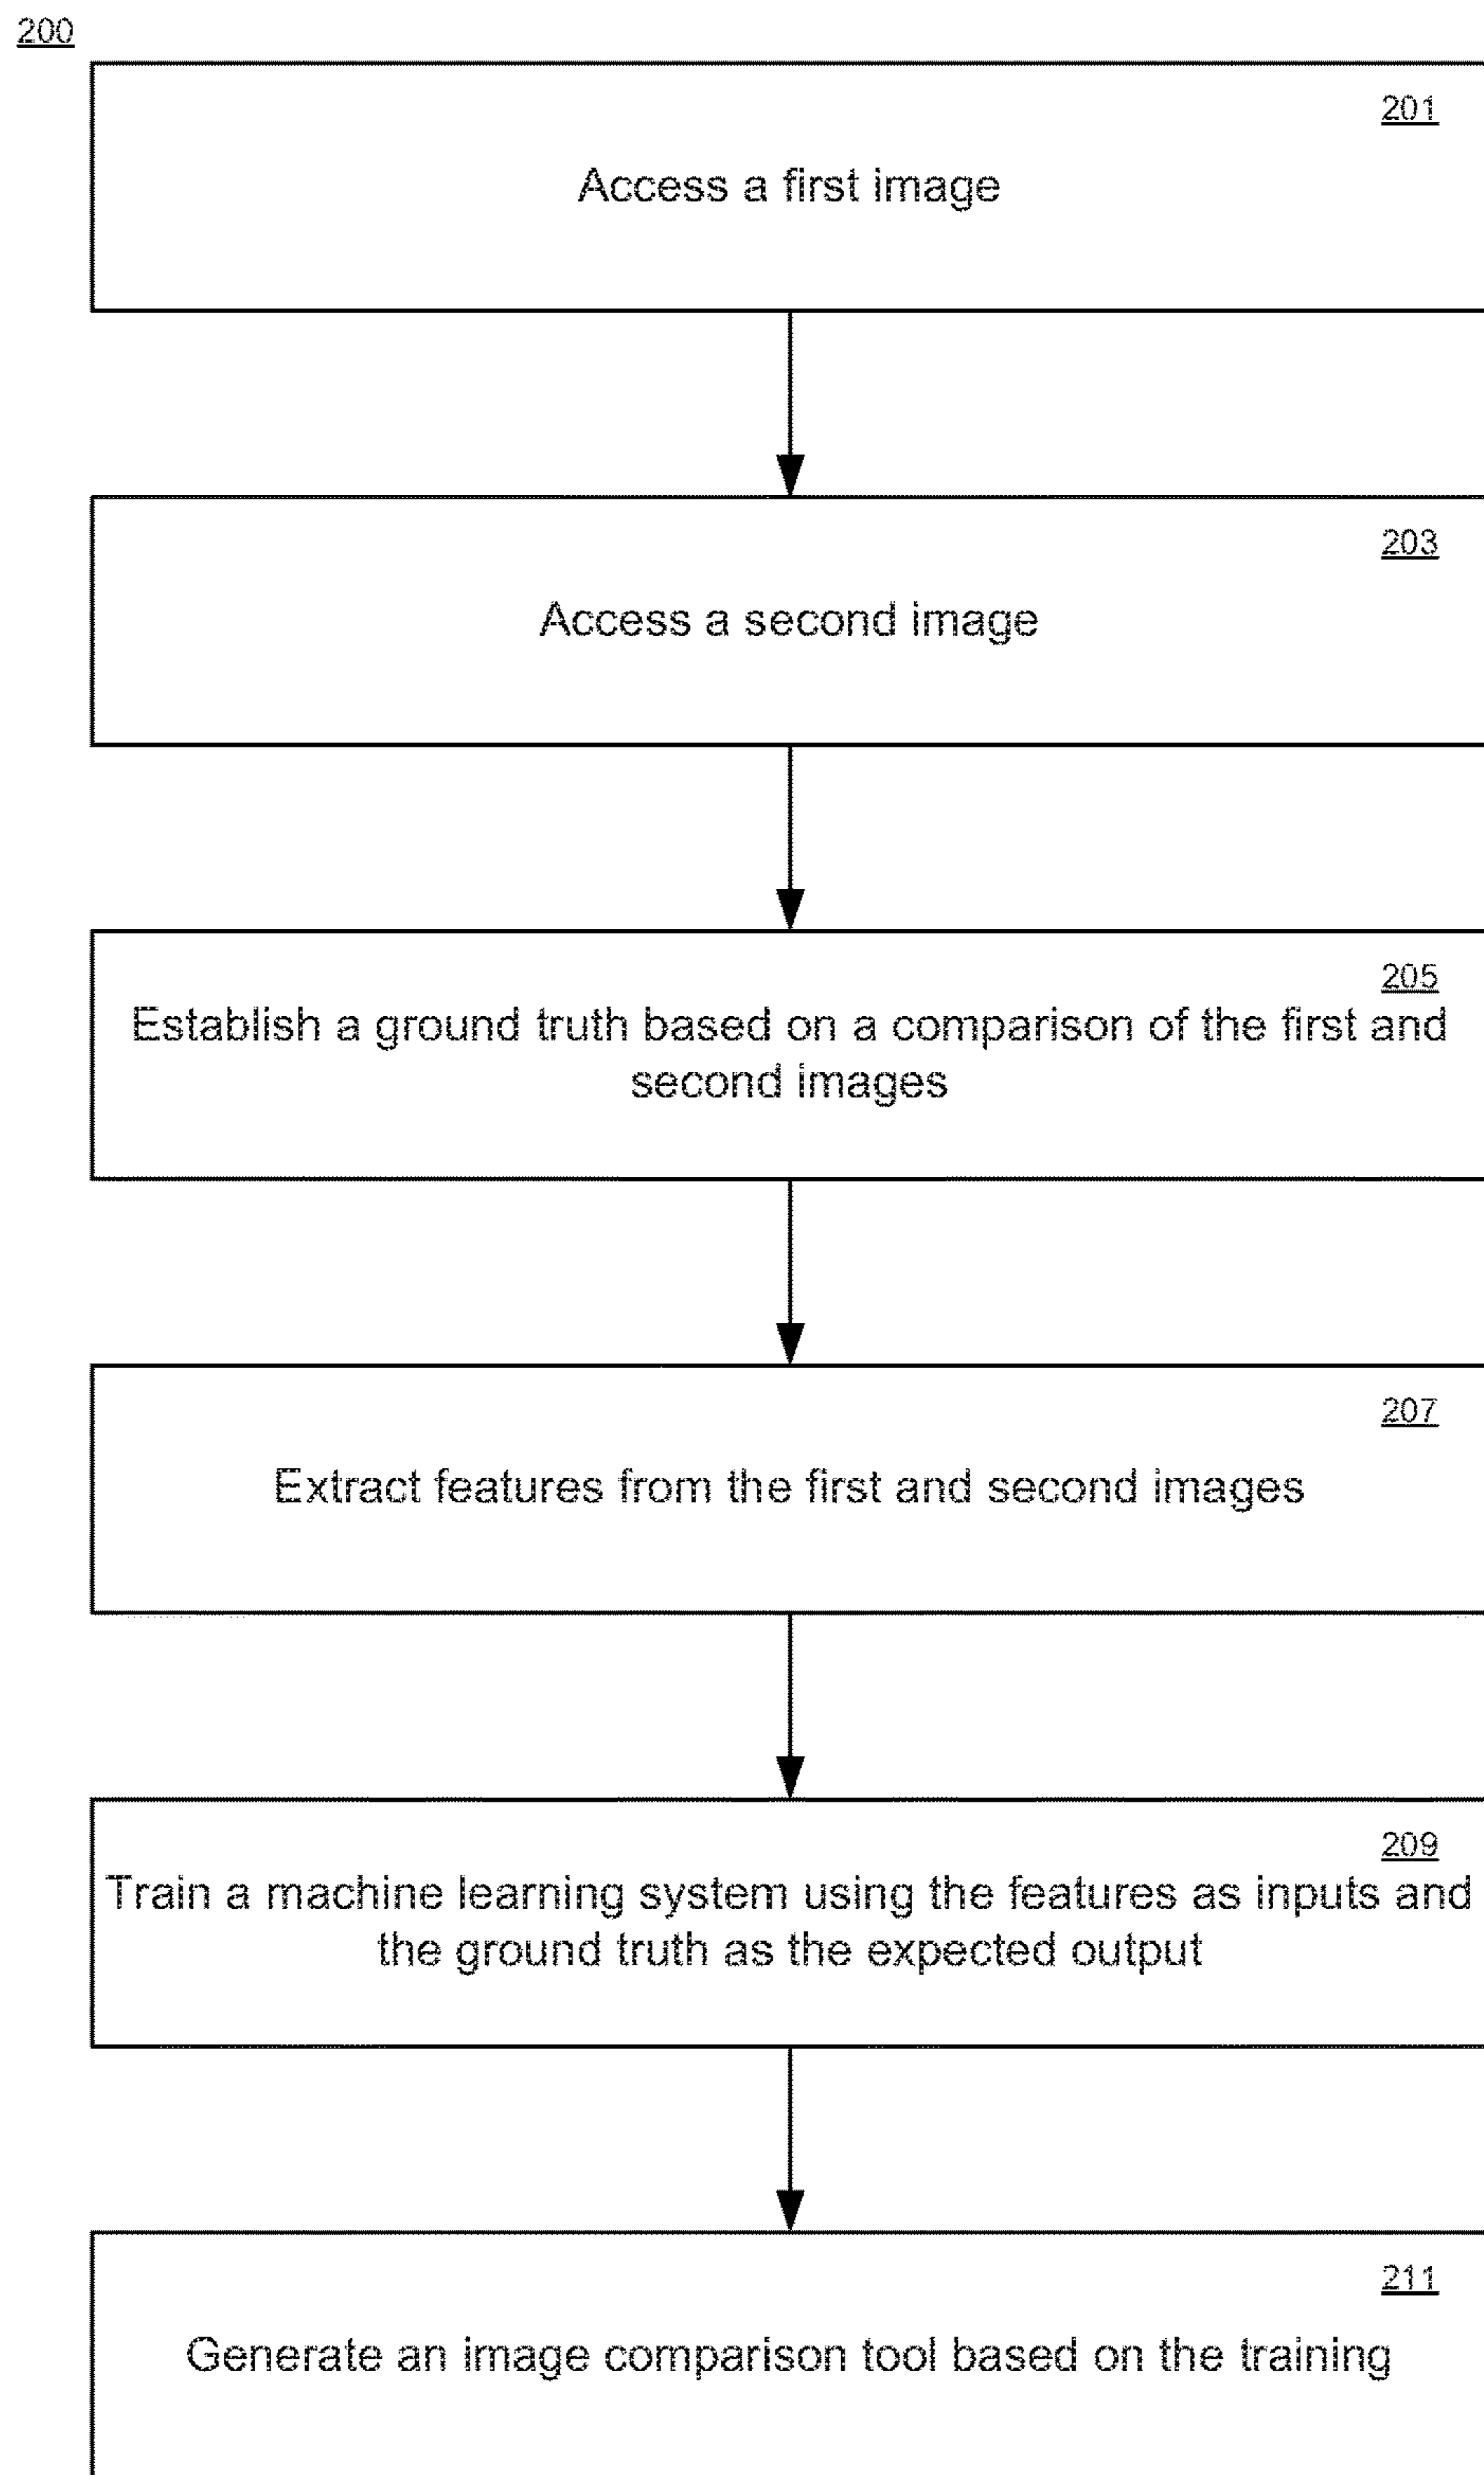 200
201
Access a first image
203
Access a second image
205
Establish a ground truth based on a comparison of the first and
second images
207
Extract features from the first and second images
209
Train a machine learning system using the features as inputs and
the ground truth as the expected output
211
Generate an image comparison tool based on the training